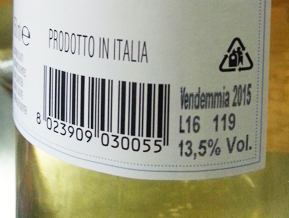 e
PRODOTTO IN ITALIA
Vendemmia 2015
L16 119
13,5% Vol.
8 023909 030055